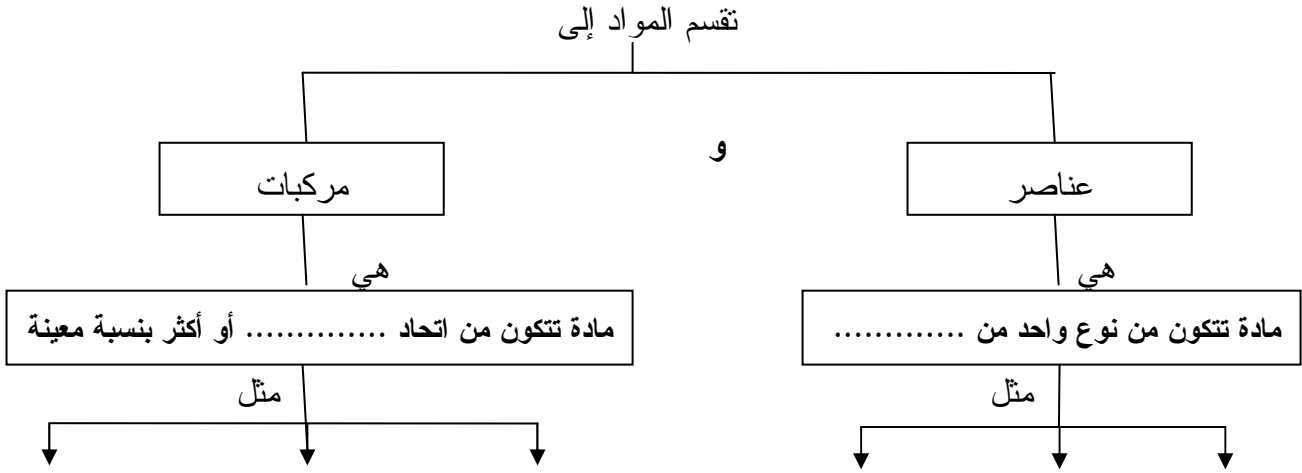 تقسم المواد إلى
عناصر
و
مركبات
هي
هي
مادة تتكون من نوع واحد من .............
مادة تتكون من اتحاد .............. أو أكثر بنسبة معينة
مثل
مثل